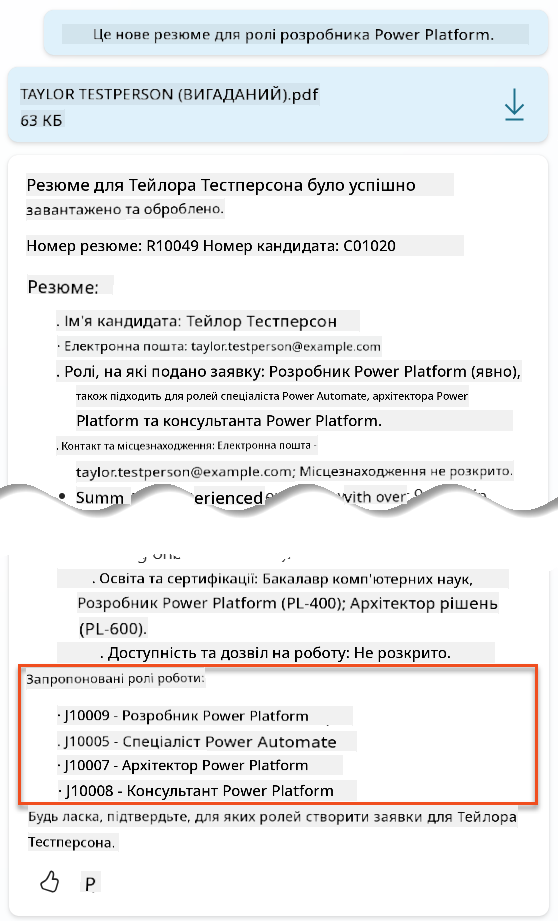 Це нове резюме для ролі розробника Power Platform.
TAYLOR TESTPERSON (ВИГАДАНИЙ).pdf
63 КБ
Резюме для Тейлора Тестперсона було успішно
завантажено та оброблено.
Номер резюме: R10049 Номер кандидата: C01020
Резюме:
. Ім'я кандидата: Тейлор Тестперсон
· Електронна пошта: taylor.testperson@example.com
. Ролі, на які подано заявку: Розробник Power Platform (явно),
також підходить для ролей спеціаліста Power Automate, архітектора Power
Platform та консультанта Power Platform.
. Контакт та місцезнаходження: Електронна пошта -
taylor.testperson@example.com; Місцезнаходження не розкрито.
• Summ erienced with over
. Освіта та сертифікації: Бакалавр комп'ютерних наук,
Розробник Power Platform (PL-400); Архітектор рішень
(PL-600).
. Доступність та дозвіл на роботу: Не розкрито.
Запропоновані ролі роботи:
· J10009 - Розробник Power Platform
. J10005 - Спеціаліст Power Automate
· J10007 - Архітектор Power Platform
· J10008 - Консультант Power Platform
Будь ласка, підтвердьте, для яких ролей створити заявки для Тейлора
Тестперсона.
P